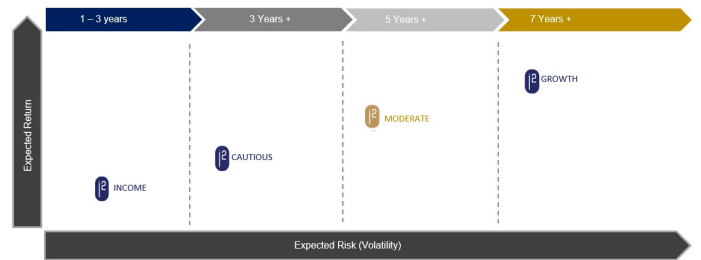 1 – 3 years
3 Years +
5 Years +
7 Years +
Expected Return
GROWTH
MODERATE
CAUTIOUS
INCOME
Expected Risk (Volatility)